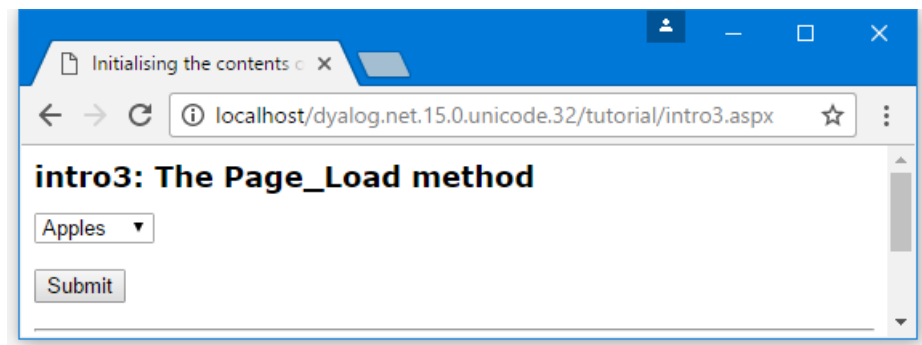 Initialising the contents o
localhost/dyalog.net.15.0.unicode.32/tutorial/intro3.aspx
intro3: The Page_Load method
Apples
Submit